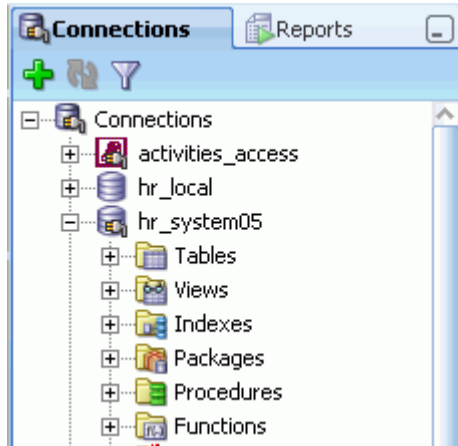 Connections Reports
Connections
activities_access
hr_local
hr_system05
Tables
Views
Indexes
Packages
Procedures
Functions